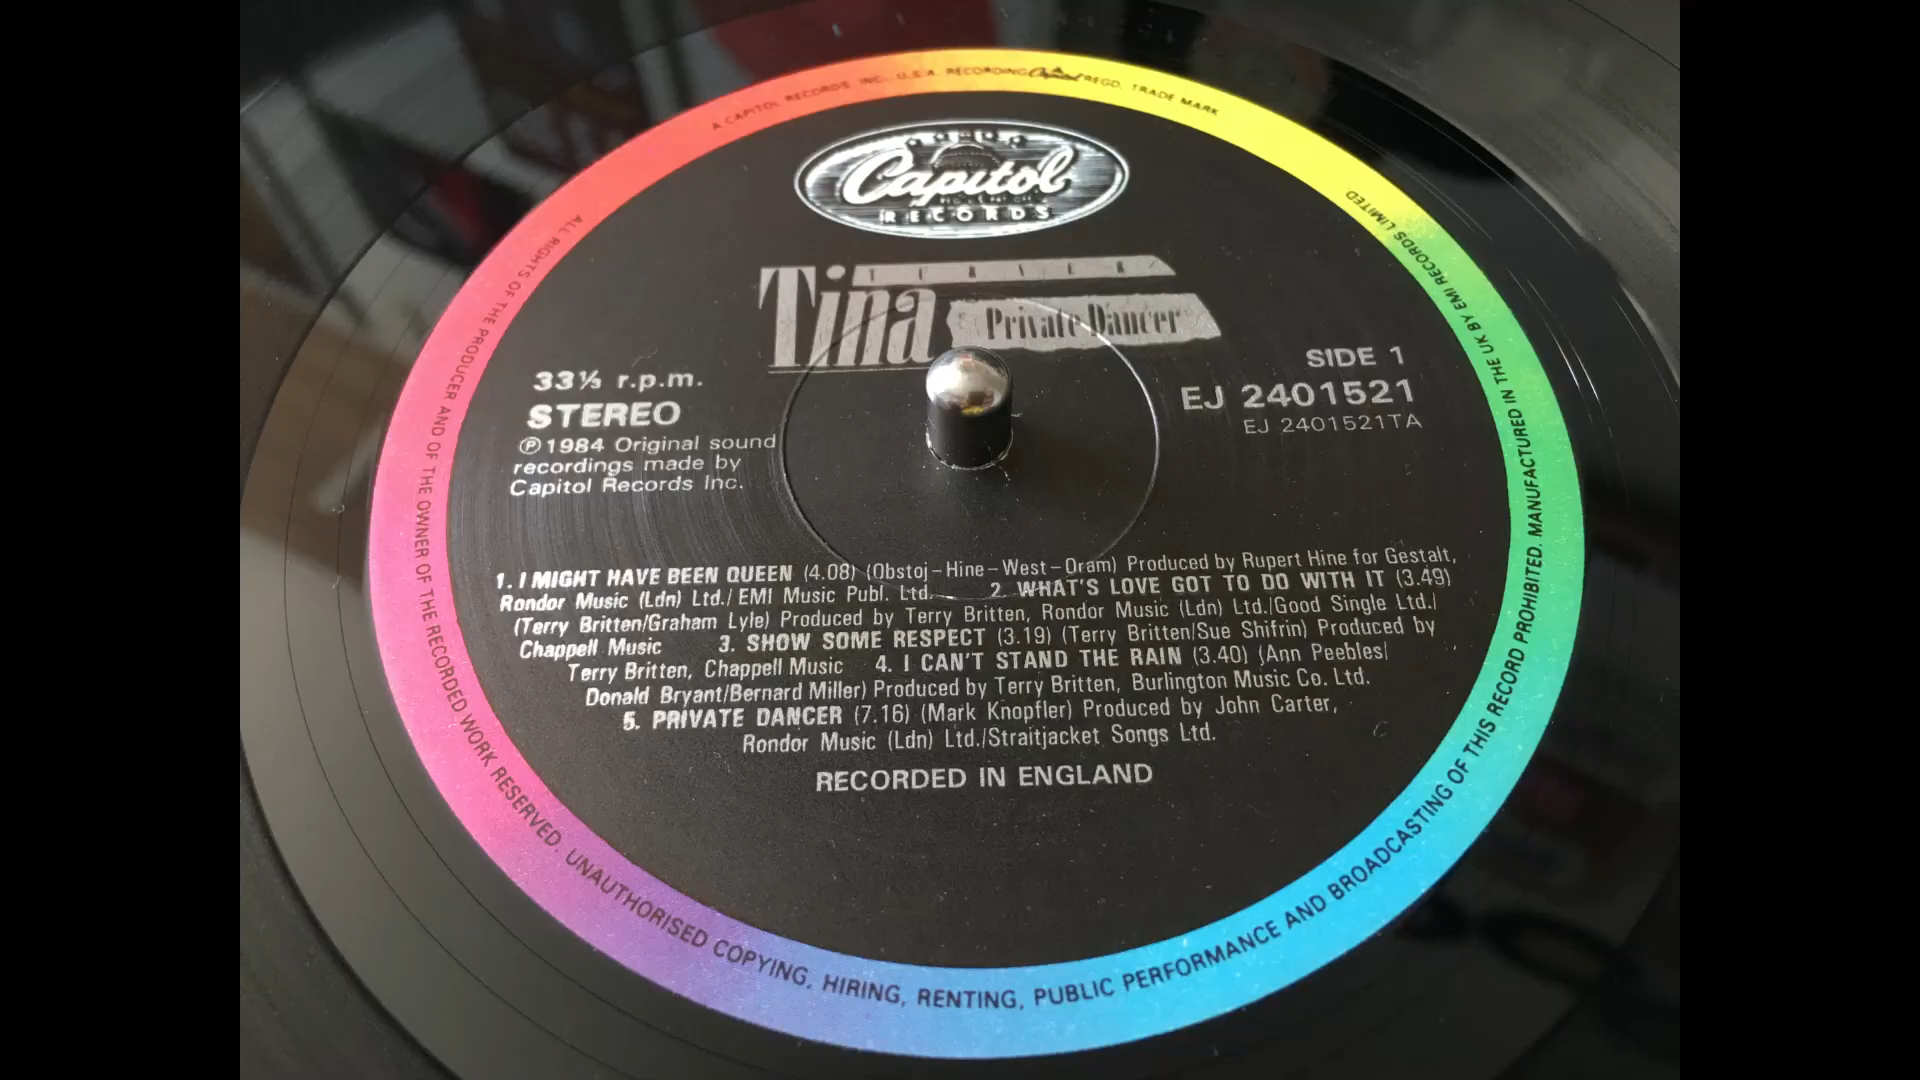 A CAPITOL RECORDS, INC., U.S.A. RECORDING Capitol REGD. TRADE MARK
Capitol
RECORDS
TURNER
Tina
Private Dancer
33⅓ r.p.m.
STEREO
℗ 1984 Original sound
recordings made by
Capitol Records Inc.
SIDE 1
EJ 2401521
EJ 2401521TA
1. I MIGHT HAVE BEEN QUEEN (4.08) (Obstoj–Hine–West–Oram) Produced by Rupert Hine for Gestalt,
Rondor Music (Ldn) Ltd./EMI Music Publ. Ltd. 2. WHAT'S LOVE GOT TO DO WITH IT (3.49)
(Terry Britten/Graham Lyle) Produced by Terry Britten, Rondor Music (Ldn) Ltd./Good Single Ltd./
Chappell Music 3. SHOW SOME RESPECT (3.19) (Terry Britten/Sue Shifrin) Produced by
Terry Britten, Chappell Music 4. I CAN'T STAND THE RAIN (3.40) (Ann Peebles/
Donald Bryant/Bernard Miller) Produced by Terry Britten, Burlington Music Co. Ltd.
5. PRIVATE DANCER (7.16) (Mark Knopfler) Produced by John Carter,
Rondor Music (Ldn) Ltd./Straitjacket Songs Ltd.
RECORDED IN ENGLAND
ALL RIGHTS OF THE PRODUCER AND OF THE OWNER OF THE RECORDED WORK RESERVED. UNAUTHORISED COPYING, HIRING, RENTING, PUBLIC PERFORMANCE AND BROADCASTING OF THIS RECORD PROHIBITED. MANUFACTURED IN THE UK BY EMI RECORDS LIMITED